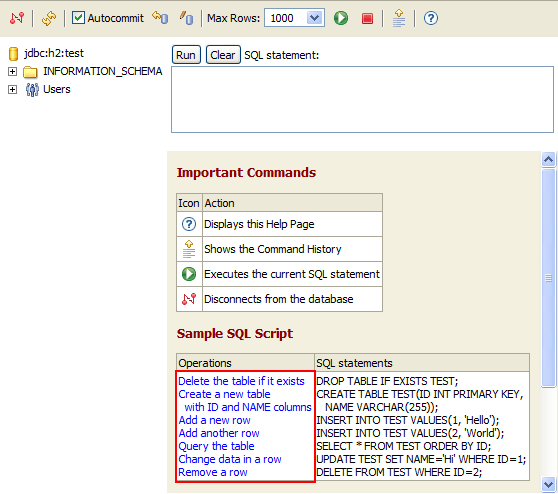 Autocommit Max Rows: 1000
jdbc:h2:test
INFORMATION_SCHEMA
Users
Run Clear SQL statement:
Important Commands
Icon Action
Displays this Help Page
Shows the Command History
Executes the current SQL statement
Disconnects from the database
Sample SQL Script
Operations SQL statements
Delete the table if it exists DROP TABLE IF EXISTS TEST;
Create a new table CREATE TABLE TEST(ID INT PRIMARY KEY,
with ID and NAME columns NAME VARCHAR(255));
Add a new row INSERT INTO TEST VALUES(1, 'Hello');
Add another row INSERT INTO TEST VALUES(2, 'World');
Query the table SELECT * FROM TEST ORDER BY ID;
Change data in a row UPDATE TEST SET NAME='Hi' WHERE ID=1;
Remove a row DELETE FROM TEST WHERE ID=2;